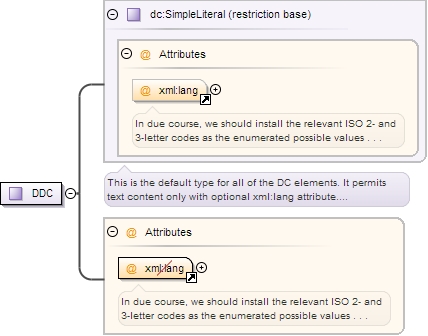 dc:SimpleLiteral (restriction base)
@ Attributes
@ xml:lang
In due course, we should install the relevant ISO 2- and
3-letter codes as the enumerated possible values . . .
DDC
This is the default type for all of the DC elements. It permits
text content only with optional xml:lang attribute....
@ Attributes
@ xml:lang
In due course, we should install the relevant ISO 2- and
3-letter codes as the enumerated possible values . . .